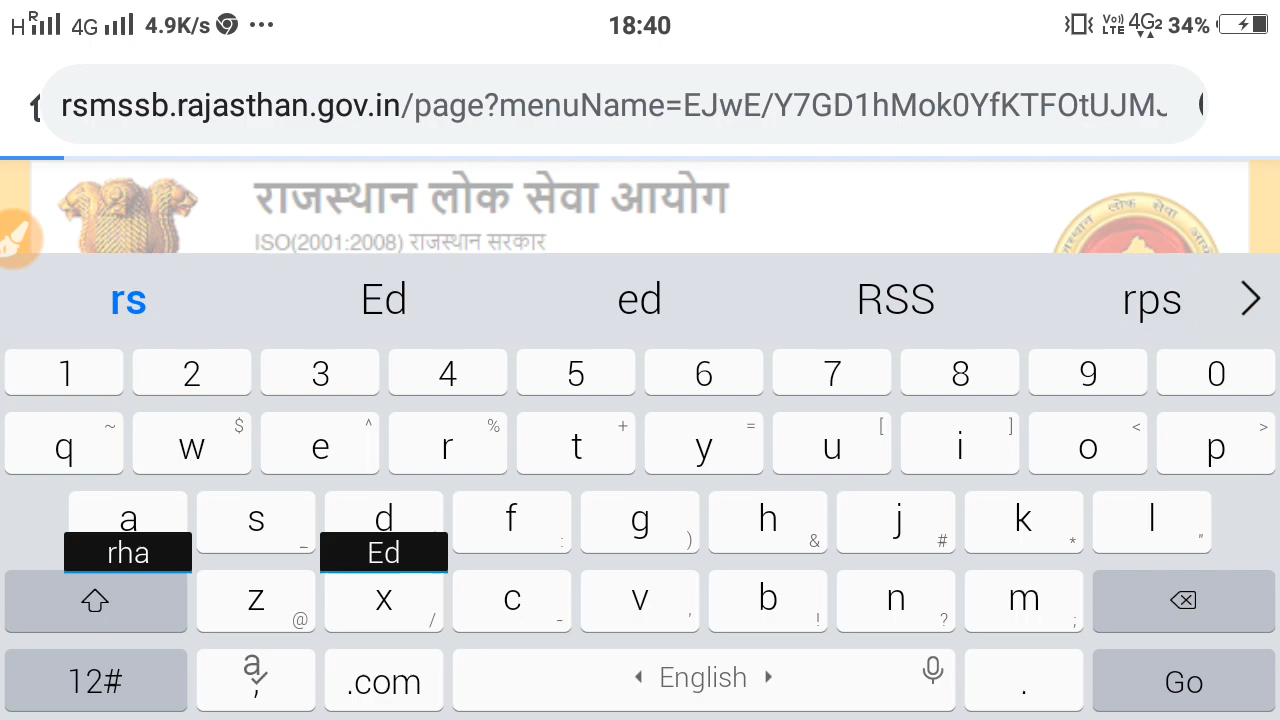 H R 4G 4.9K/s ... 18:40 Vo) LTE 4G2 34%
rsmssb.rajasthan.gov.in/page?menuName=EJwE/Y7GD1hMok0YfKTFOtUJMJ
राजस्थान लोक सेवा आयोग
लोक सेवा
ISO(2001:2008) राजस्थान सरकार
rs Ed ed RSS rps >
1 2 3 4 5 6 7 8 9 0
~ $ ^ % + = [ ] < >
q w e r t y u i o p
a s d f g h j k l
_ : ) & # * "
rha Ed
z x c v b n m
@ / - ' ! ? ;
12# a , .com English . Go